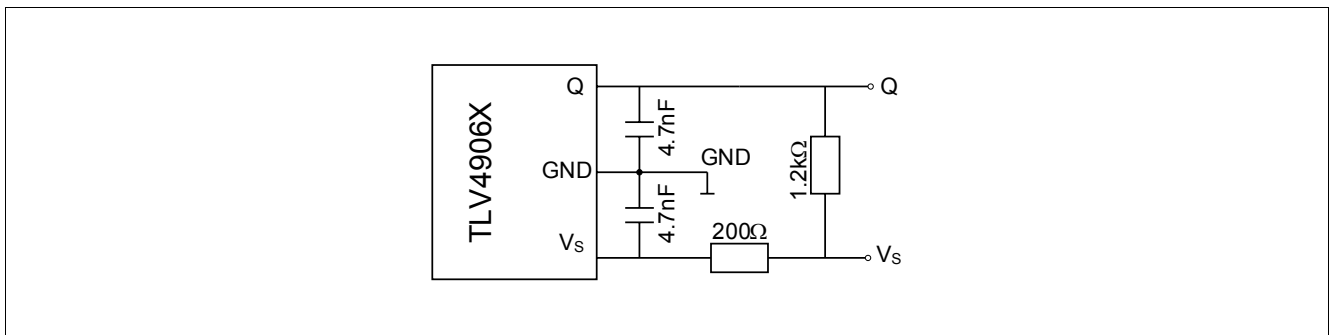 TLV4906X
Q
GND
VS
4.7nF
4.7nF
GND
200Ω
1.2kΩ
Q
VS